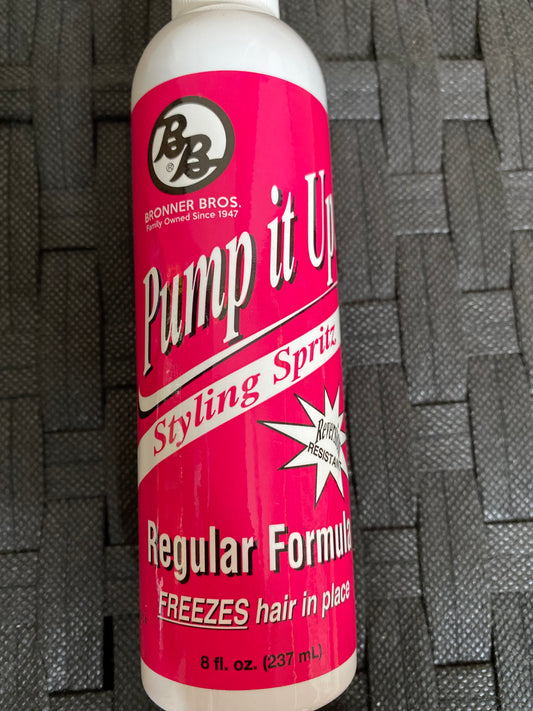 BB
®
BRONNER BROS.
Family Owned Since 1947
Pump it Up
Styling Spritz
RESISTANT
Regular Formula
FREEZES hair in place
8 fl. oz. (237 mL)